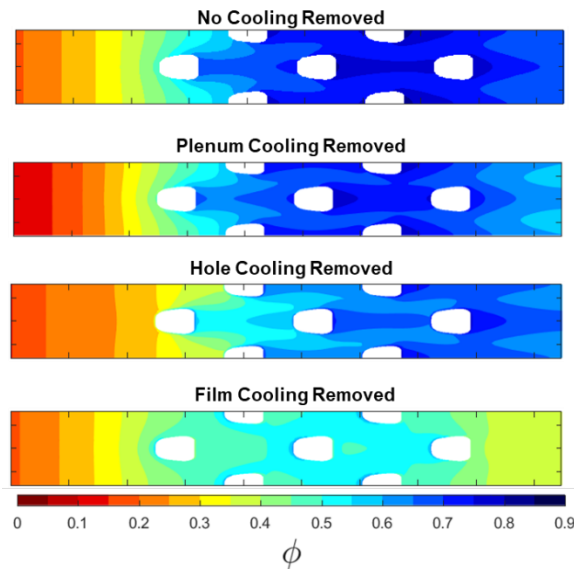 No Cooling Removed
Plenum Cooling Removed
Hole Cooling Removed
Film Cooling Removed
0 0.1 0.2 0.3 0.4 0.5 0.6 0.7 0.8 0.9
ϕ